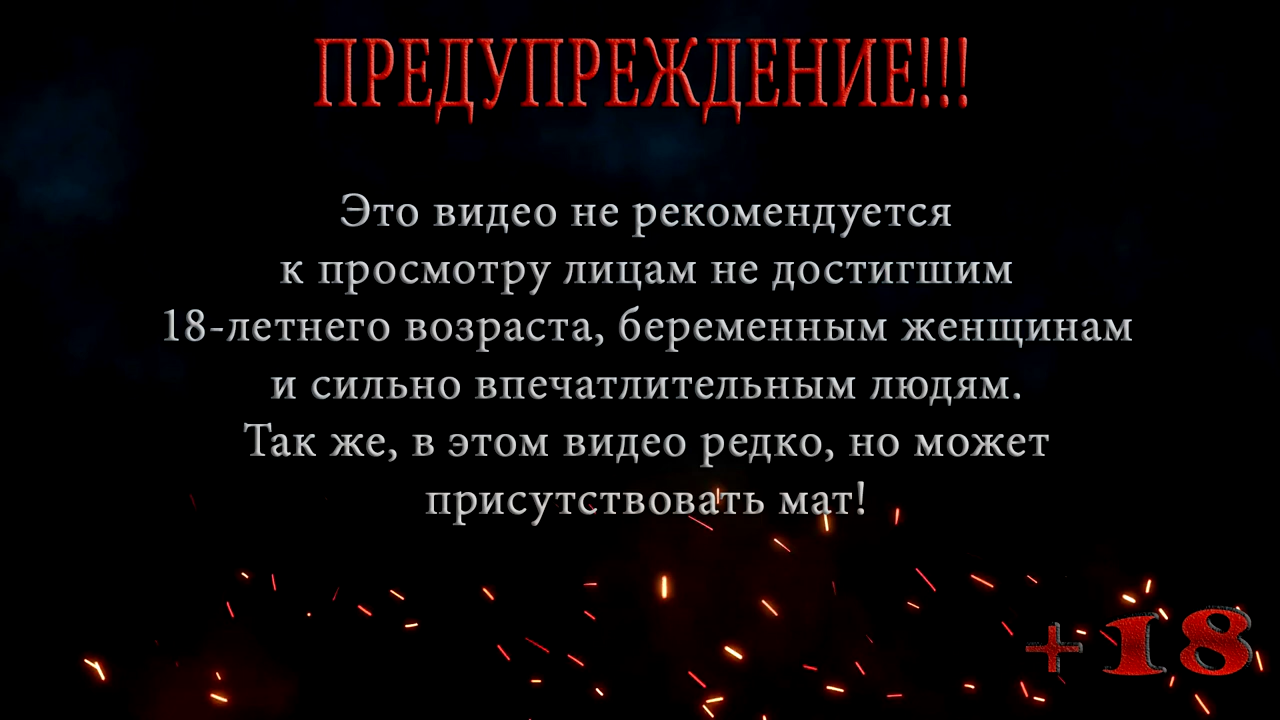 ПРЕДУПРЕЖДЕНИЕ!!!
Это видео не рекомендуется
к просмотру лицам не достигшим
18-летнего возраста, беременным женщинам
и сильно впечатлительным людям.
Так же, в этом видео редко, но может
присутствовать мат!
+18